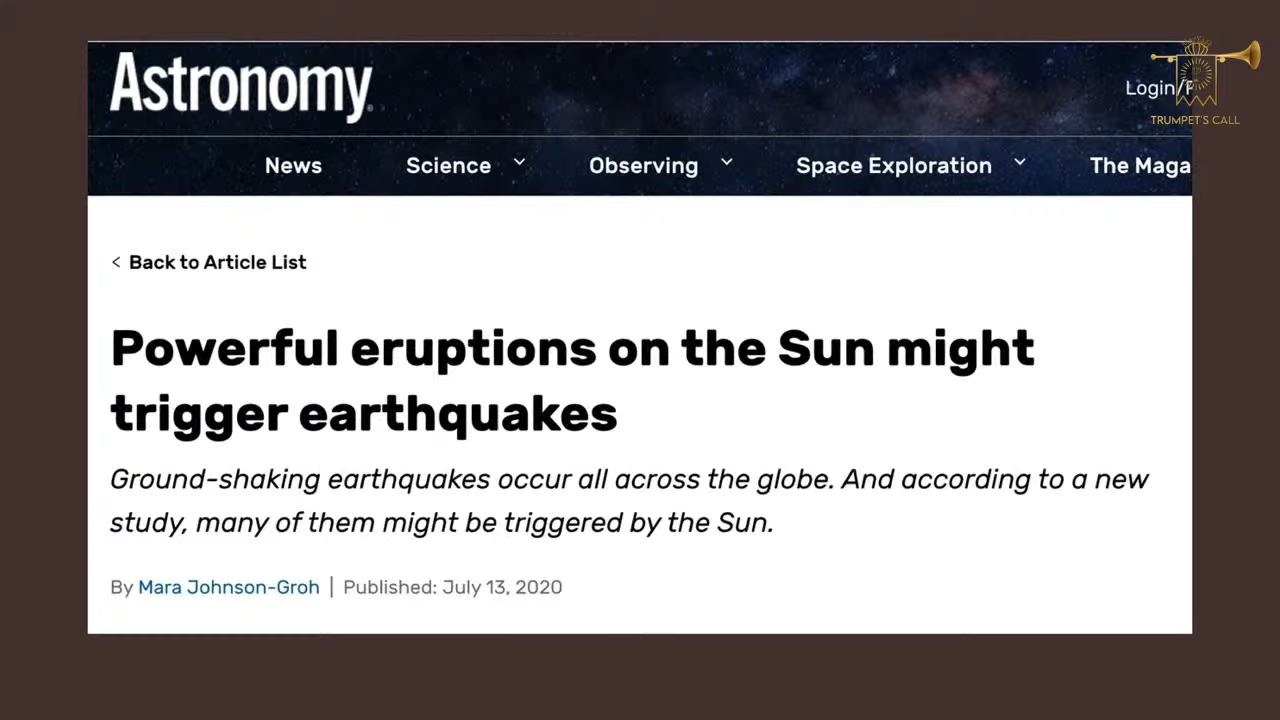 Astronomy
Login/
TRUMPET'S CALL
News Science Observing Space Exploration The Maga
< Back to Article List
Powerful eruptions on the Sun might
trigger earthquakes
Ground-shaking earthquakes occur all across the globe. And according to a new
study, many of them might be triggered by the Sun.
By Mara Johnson-Groh | Published: July 13, 2020